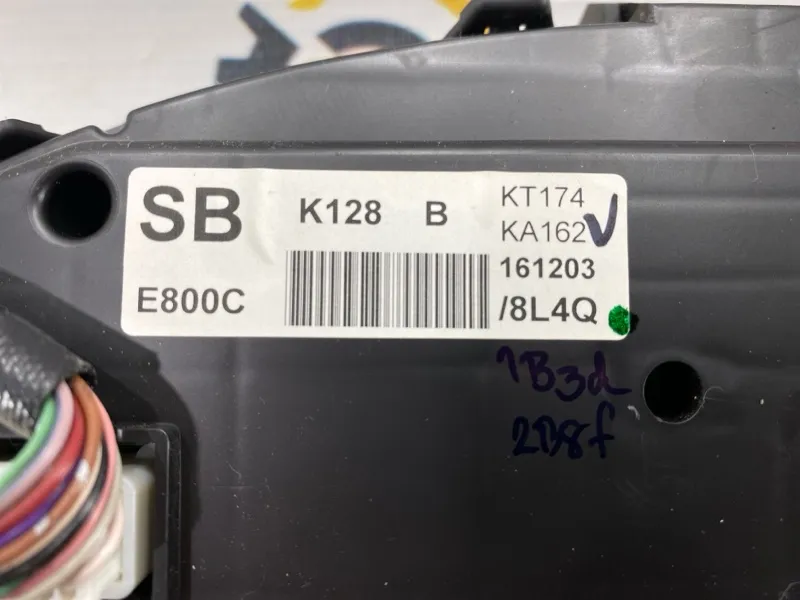 SB K128 B KT174
KA162
161203
E800C /8L4Q
1B3d
2B8f